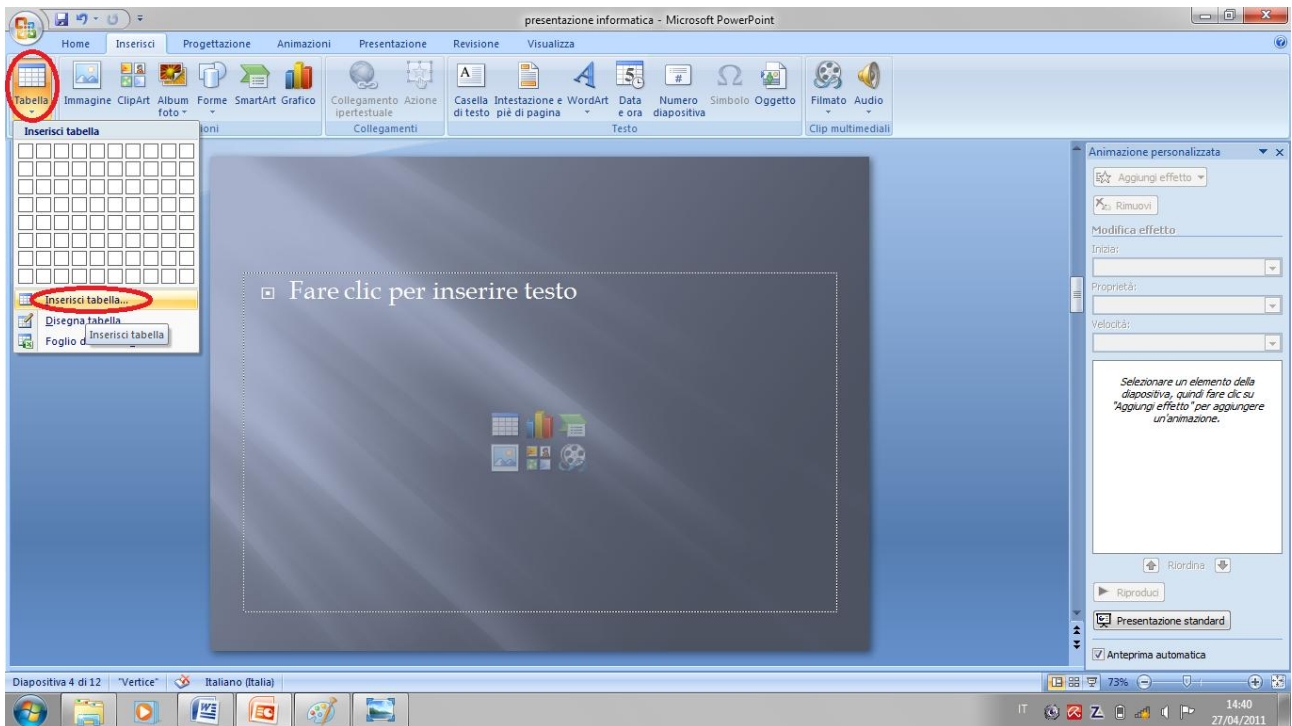 presentazione informatica - Microsoft PowerPoint
Home Inserisci Progettazione Animazioni Presentazione Revisione Visualizza
Tabella Immagine ClipArt Album foto Forme SmartArt Grafico Collegamento ipertestuale Azione Casella di testo Intestazione e piè di pagina WordArt Data e ora Numero diapositiva Simbolo Oggetto Filmato Audio
Collegamenti Testo Clip multimediali
Inserisci tabella
Inserisci tabella...
Disegna tabella
Inserisci tabella
Foglio
Fare clic per inserire testo
Animazione personalizzata
Aggiungi effetto
Rimuovi
Modifica effetto
Inizia:
Proprietà:
Velocità:
Selezionare un elemento della
diapositiva, quindi fare clic su
"Aggiungi effetto" per aggiungere
un'animazione.
Riordina
Riproduci
Presentazione standard
Anteprima automatica
Diapositiva 4 di 12 "Vertice" Italiano (Italia) 73%
IT 14:40
27/04/2011